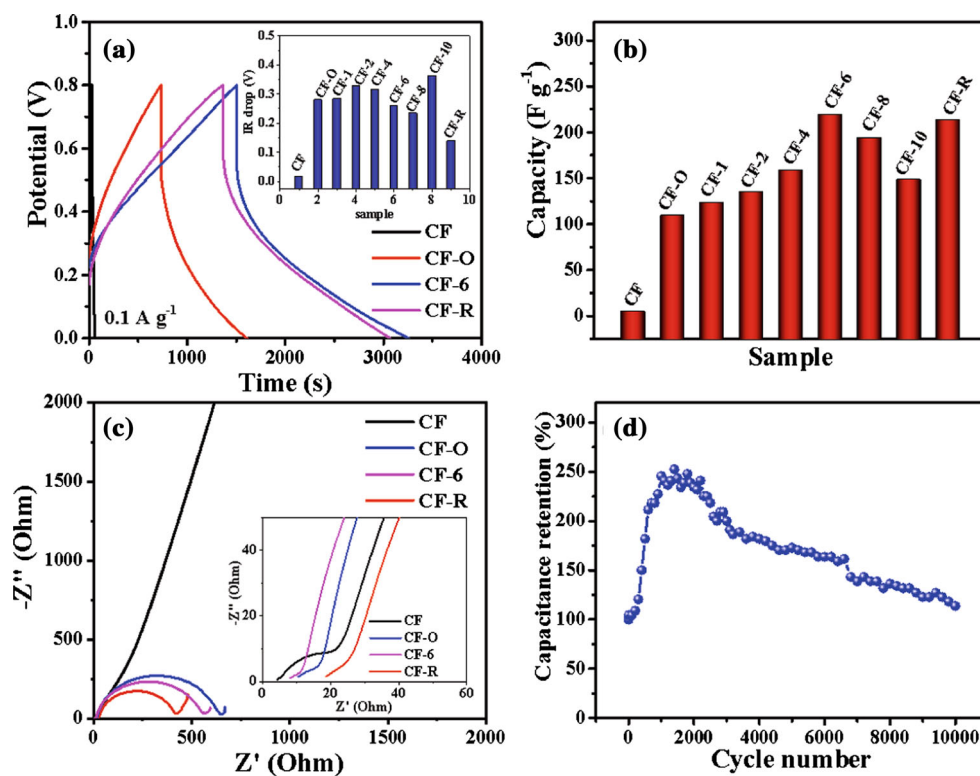 (a)
Potential (V)
1.0
0.8
0.6
0.4
0.2
0.0
0 1000 2000 3000 4000
Time (s)
0.1 A g-1
CF
CF-O
CF-6
CF-R
IR drop (V)
0.5
0.4
0.3
0.2
0.1
0.0
CF
CF-O
CF-1
CF-2
CF-4
CF-6
CF-8
CF-10
CF-R
0 2 4 6 8 10
sample
(b)
Capacity (F g-1)
300
250
200
150
100
50
0
CF
CF-O
CF-1
CF-2
CF-4
CF-6
CF-8
CF-10
CF-R
Sample
(c)
-Z'' (Ohm)
2000
1500
1000
500
0
0 500 1000 1500 2000
Z' (Ohm)
CF
CF-O
CF-6
CF-R
-Z'' (Ohm)
40
20
0
0 20 40 60
Z' (Ohm)
CF
CF-O
CF-6
CF-R
(d)
Capacitance retention (%)
300
250
200
150
100
50
0
0 2000 4000 6000 8000 10000
Cycle number